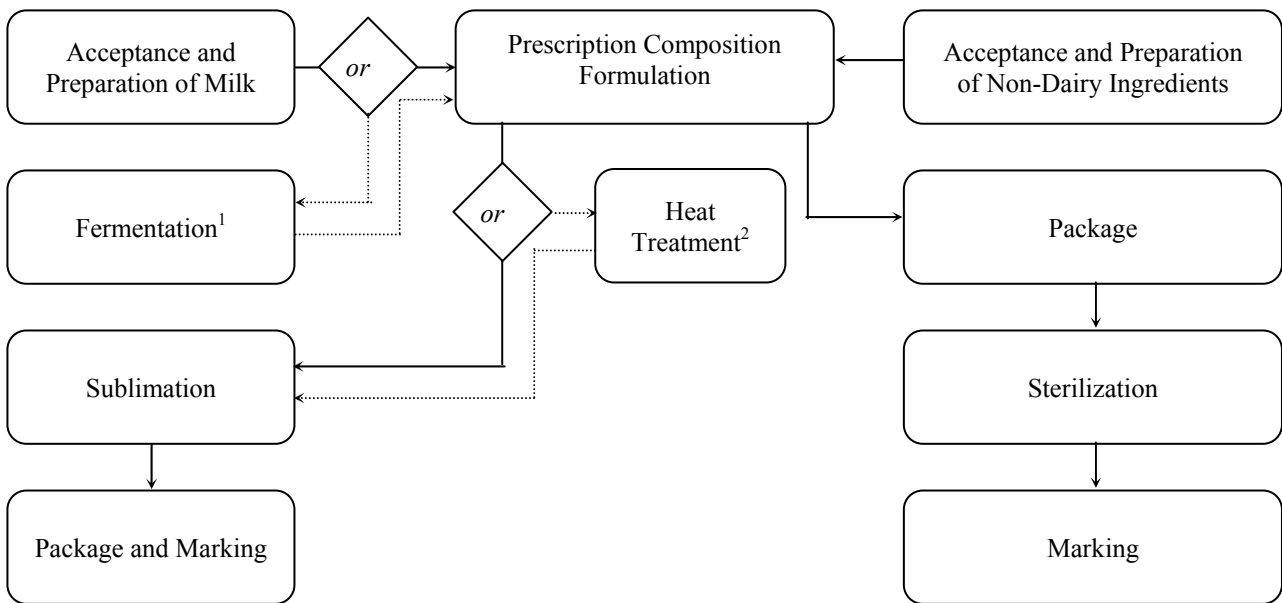 Acceptance and
Preparation of Milk
or
Prescription Composition
Formulation
Acceptance and Preparation
of Non-Dairy Ingredients
Fermentation¹
or
Heat
Treatment²
Package
Sublimation
Sterilization
Package and Marking
Marking